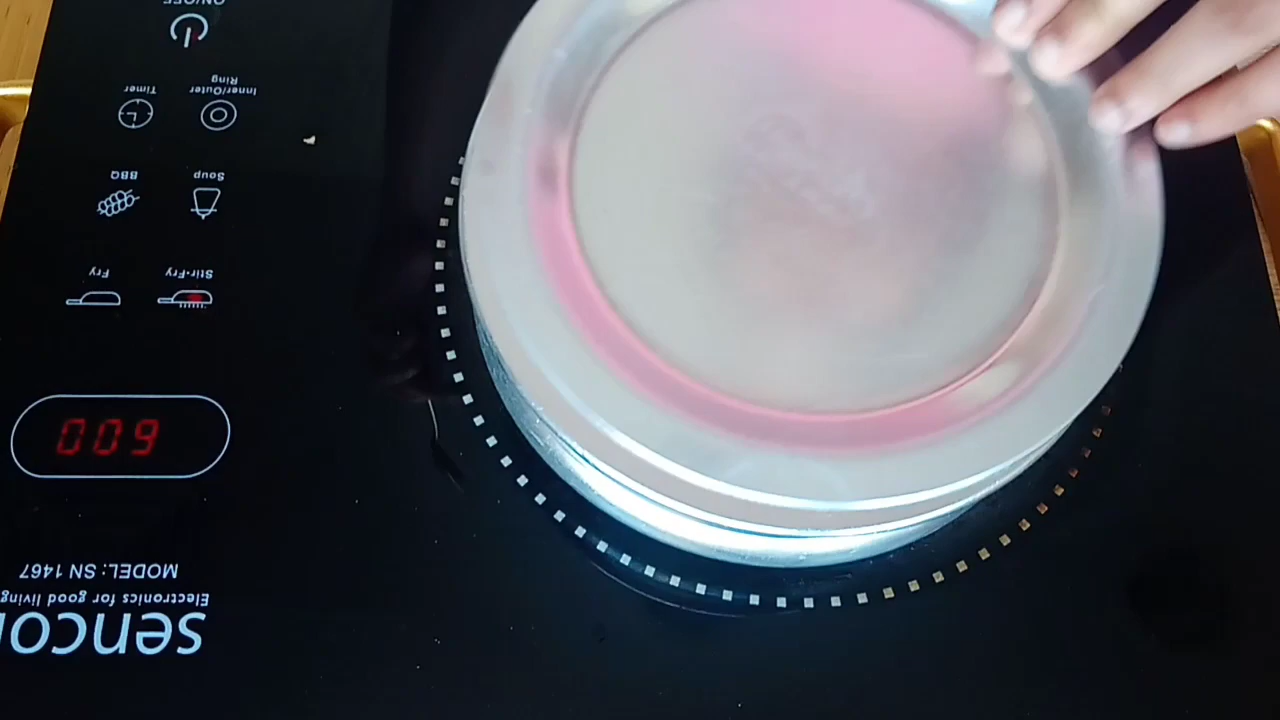 sencor
Electronics for good living
MODEL: SN 1467
600
Stir-Fry Fry
Soup BBQ
Inner/Outer
Ring
Timer
ON/OFF